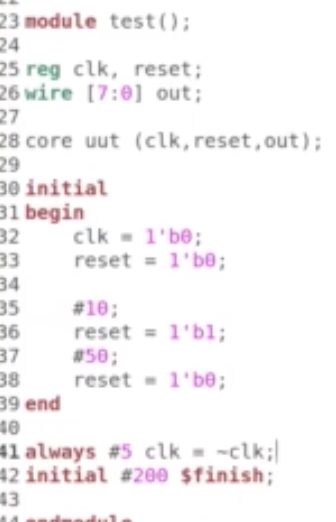 23 module test();
24
25 reg clk, reset;
26 wire [7:0] out;
27
28 core uut (clk,reset,out);
29
30 initial
31 begin
32     clk = 1'b0;
33     reset = 1'b0;
34
35     #10;
36     reset = 1'b1;
37     #50;
38     reset = 1'b0;
39 end
40
41 always #5 clk = ~clk;
42 initial #200 $finish;
43
44 endmodule